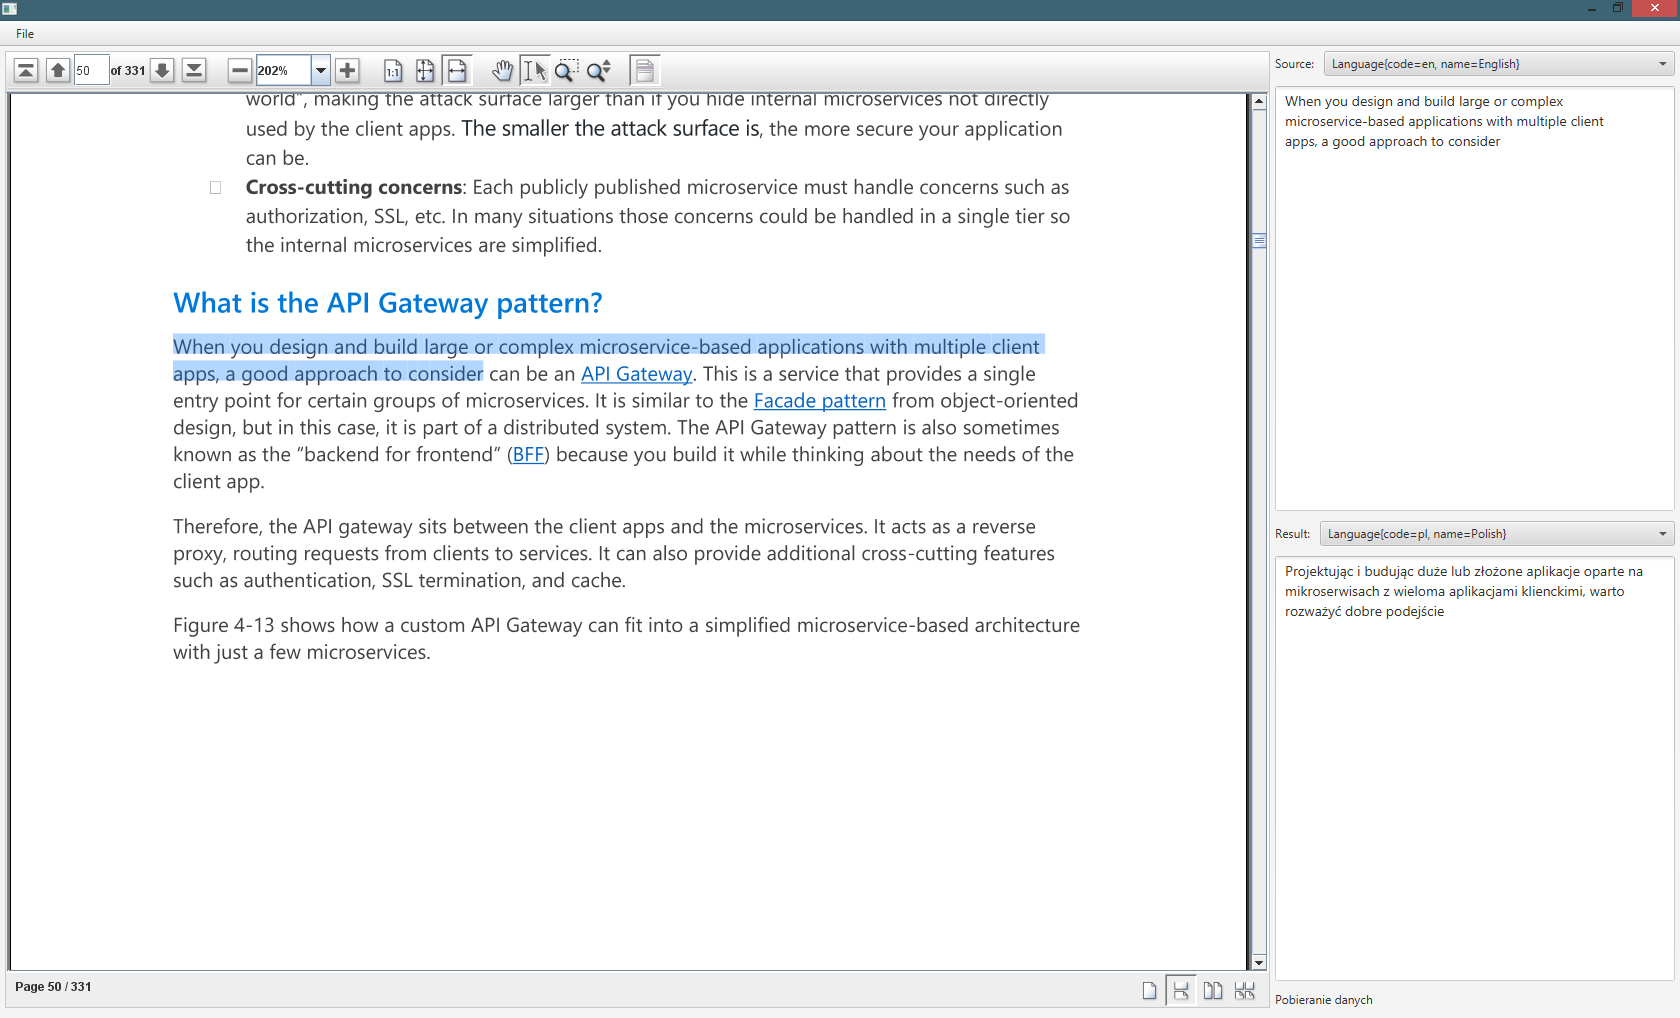 File
50 of 331
202%
1:1
world”, making the attack surface larger than if you hide internal microservices not directly
used by the client apps. The smaller the attack surface is, the more secure your application
can be.
Cross-cutting concerns: Each publicly published microservice must handle concerns such as
authorization, SSL, etc. In many situations those concerns could be handled in a single tier so
the internal microservices are simplified.
What is the API Gateway pattern?
When you design and build large or complex microservice-based applications with multiple client
apps, a good approach to consider can be an API Gateway. This is a service that provides a single
entry point for certain groups of microservices. It is similar to the Facade pattern from object-oriented
design, but in this case, it is part of a distributed system. The API Gateway pattern is also sometimes
known as the “backend for frontend” (BFF) because you build it while thinking about the needs of the
client app.
Therefore, the API gateway sits between the client apps and the microservices. It acts as a reverse
proxy, routing requests from clients to services. It can also provide additional cross-cutting features
such as authentication, SSL termination, and cache.
Figure 4-13 shows how a custom API Gateway can fit into a simplified microservice-based architecture
with just a few microservices.
Page 50 / 331
Source: Language{code=en, name=English}
When you design and build large or complex
microservice-based applications with multiple client
apps, a good approach to consider
Result: Language{code=pl, name=Polish}
Projektując i budując duże lub złożone aplikacje oparte na
mikroserwisach z wieloma aplikacjami klienckimi, warto
rozważyć dobre podejście
Pobieranie danych